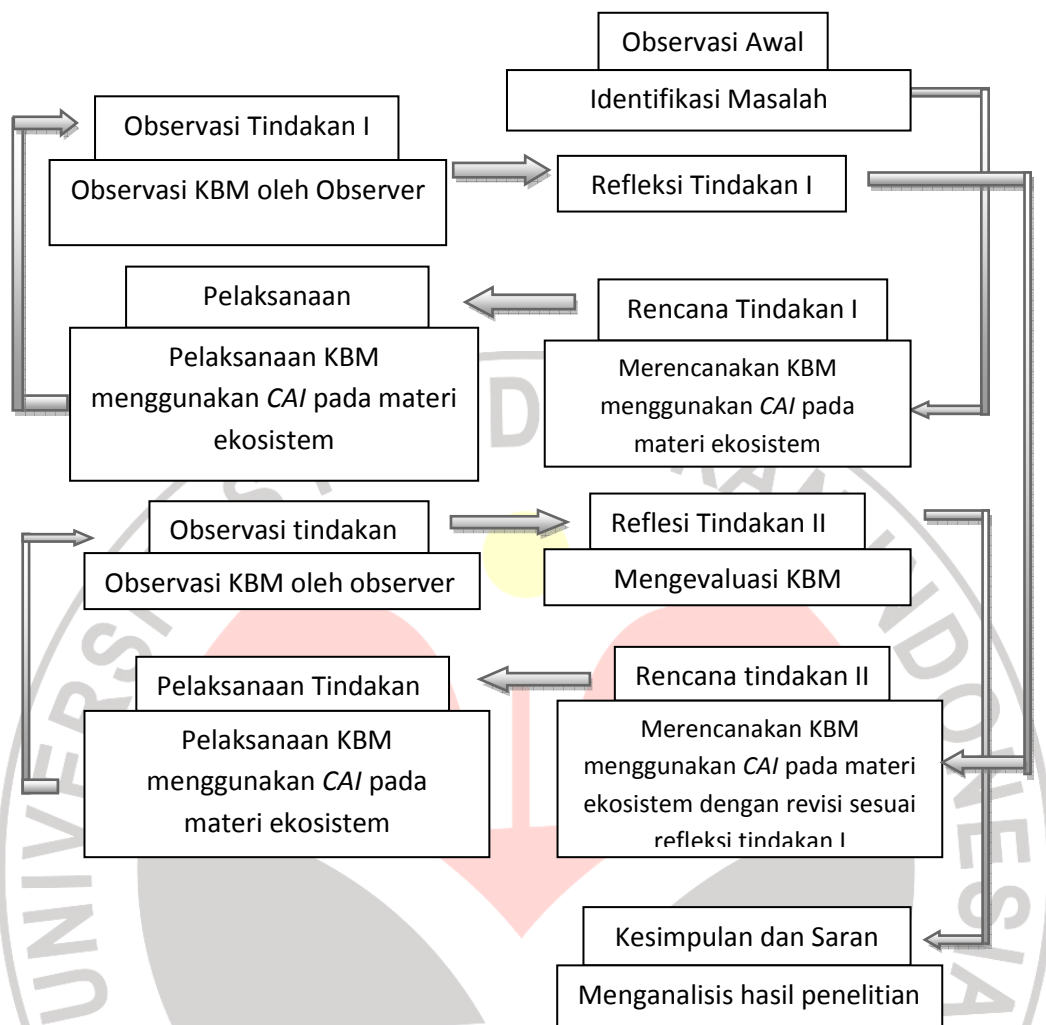 Observasi Awal
Identifikasi Masalah
Observasi Tindakan I
Observasi KBM oleh Observer
Refleksi Tindakan I
Pelaksanaan
Pelaksanaan KBM
menggunakan CAI pada materi
ekosistem
Rencana Tindakan I
Merencanakan KBM
menggunakan CAI pada
materi ekosistem
Observasi tindakan
Observasi KBM oleh observer
Reflesi Tindakan II
Mengevaluasi KBM
Pelaksanaan Tindakan
Pelaksanaan KBM
menggunakan CAI pada
materi ekosistem
Rencana tindakan II
Merencanakan KBM
menggunakan CAI pada materi
ekosistem dengan revisi sesuai
refleksi tindakan I
Kesimpulan dan Saran
Menganalisis hasil penelitian